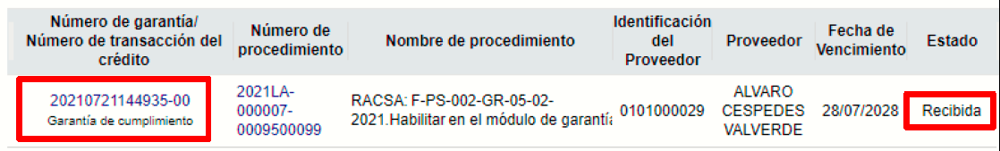 Número de garantía/
Número de transacción del
crédito
Número de
procedimiento
Nombre de procedimiento
Identificación
del
Proveedor
Proveedor
Fecha de
Vencimiento
Estado
20210721144935-00
Garantía de cumplimiento
2021LA-
000007-
0009500099
RACSA: F-PS-002-GR-05-02-
2021.Habilitar en el módulo de garantía
0101000029
ALVARO
CESPEDES
VALVERDE
28/07/2028
Recibida